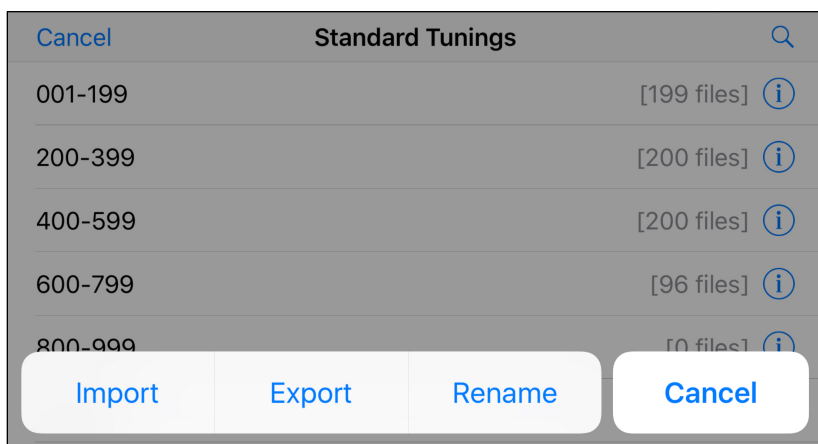 Cancel Standard Tunings
001-199 [199 files] i
200-399 [200 files] i
400-599 [200 files] i
600-799 [96 files] i
800-999 [0 files] i
Import Export Rename Cancel